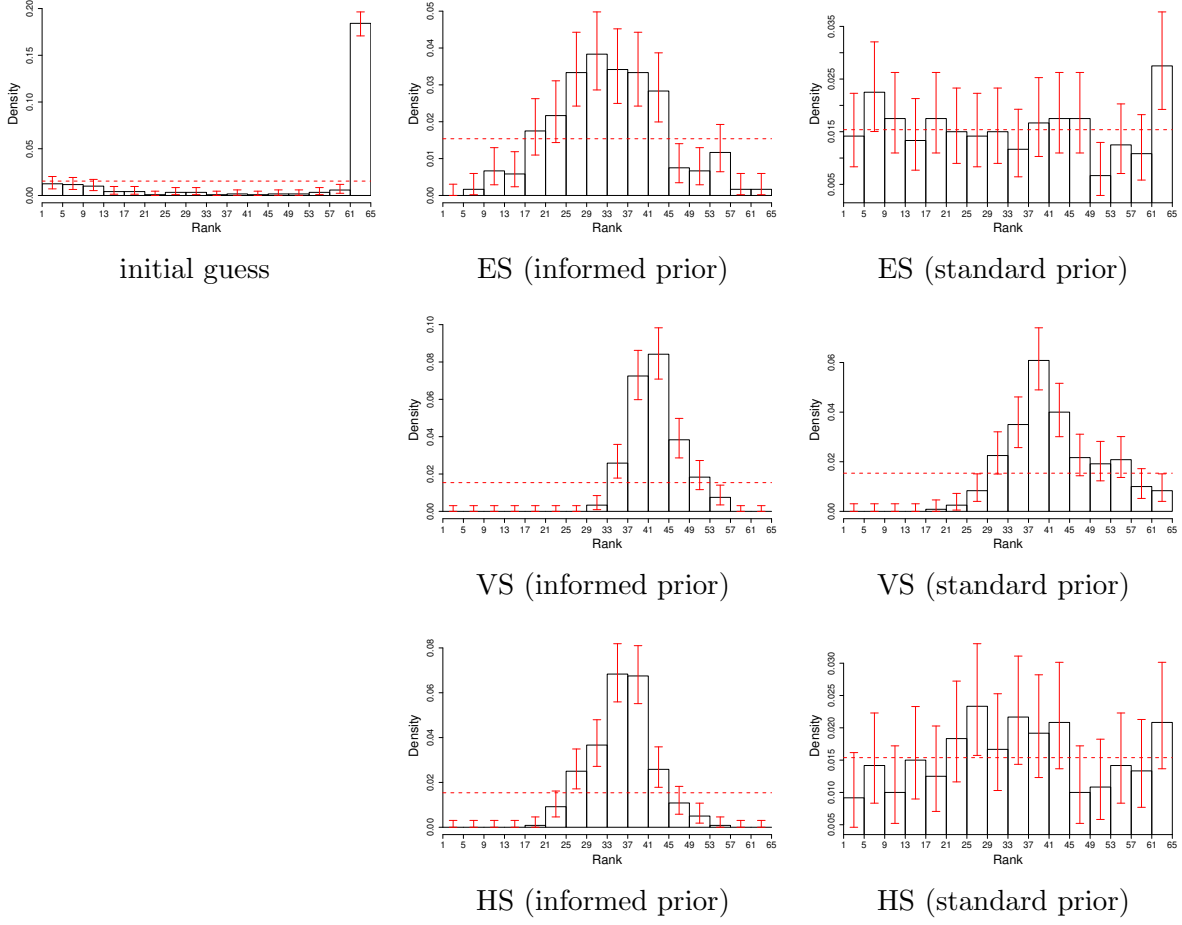 0.00 0.05 0.10 0.15 0.20
Density
1 5 9 13 17 21 25 29 33 37 41 45 49 53 57 61 65
Rank
initial guess
0.00 0.01 0.02 0.03 0.04 0.05
Density
1 5 9 13 17 21 25 29 33 37 41 45 49 53 57 61 65
Rank
ES (informed prior)
0.005 0.015 0.025 0.035
Density
1 5 9 13 17 21 25 29 33 37 41 45 49 53 57 61 65
Rank
ES (standard prior)
0.00 0.02 0.04 0.06 0.08 0.10
Density
1 5 9 13 17 21 25 29 33 37 41 45 49 53 57 61 65
Rank
VS (informed prior)
0.00 0.02 0.04 0.06
Density
1 5 9 13 17 21 25 29 33 37 41 45 49 53 57 61 65
Rank
VS (standard prior)
0.00 0.02 0.04 0.06 0.08
Density
1 5 9 13 17 21 25 29 33 37 41 45 49 53 57 61 65
Rank
HS (informed prior)
0.005 0.010 0.015 0.020 0.025 0.030
Density
1 5 9 13 17 21 25 29 33 37 41 45 49 53 57 61 65
Rank
HS (standard prior)